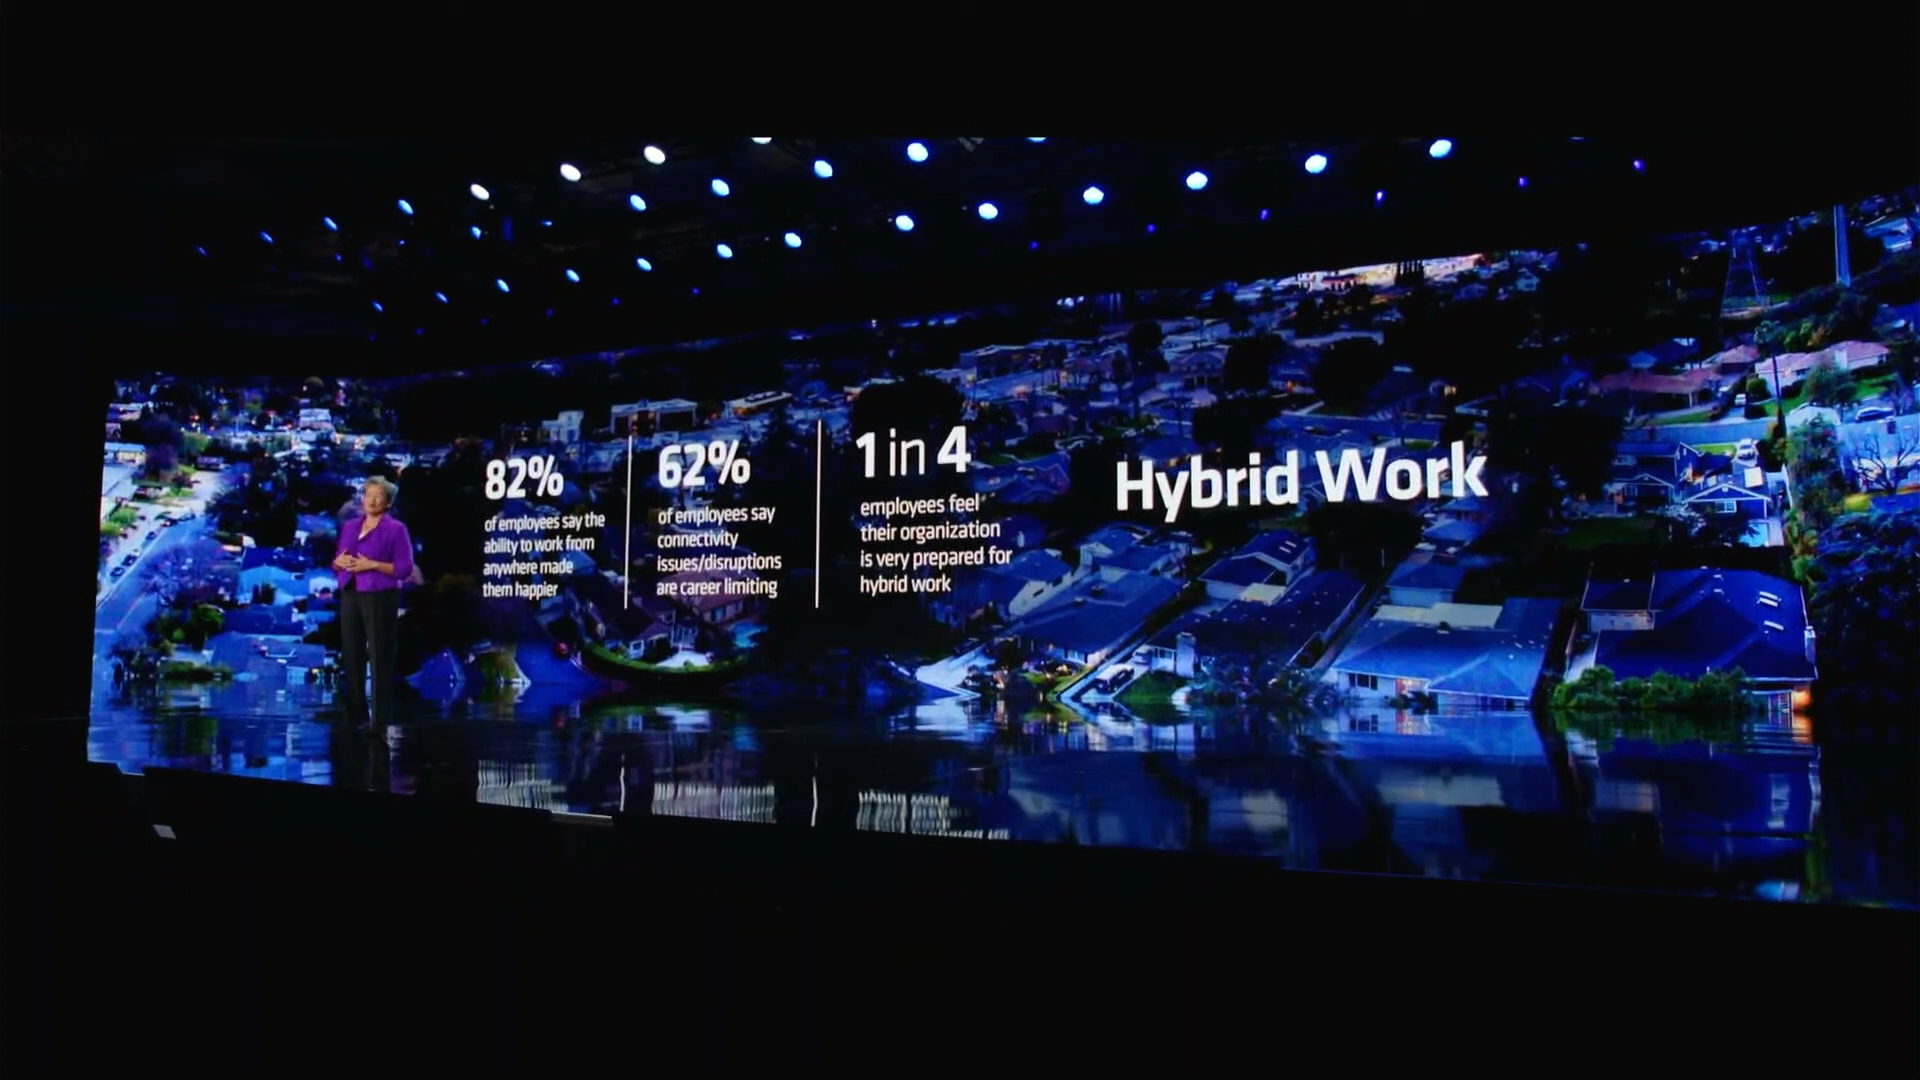 82%
of employees say the
ability to work from
anywhere made
them happier
62%
of employees say
connectivity
issues/disruptions
are career limiting
1 in 4
employees feel
their organization
is very prepared for
hybrid work
Hybrid Work